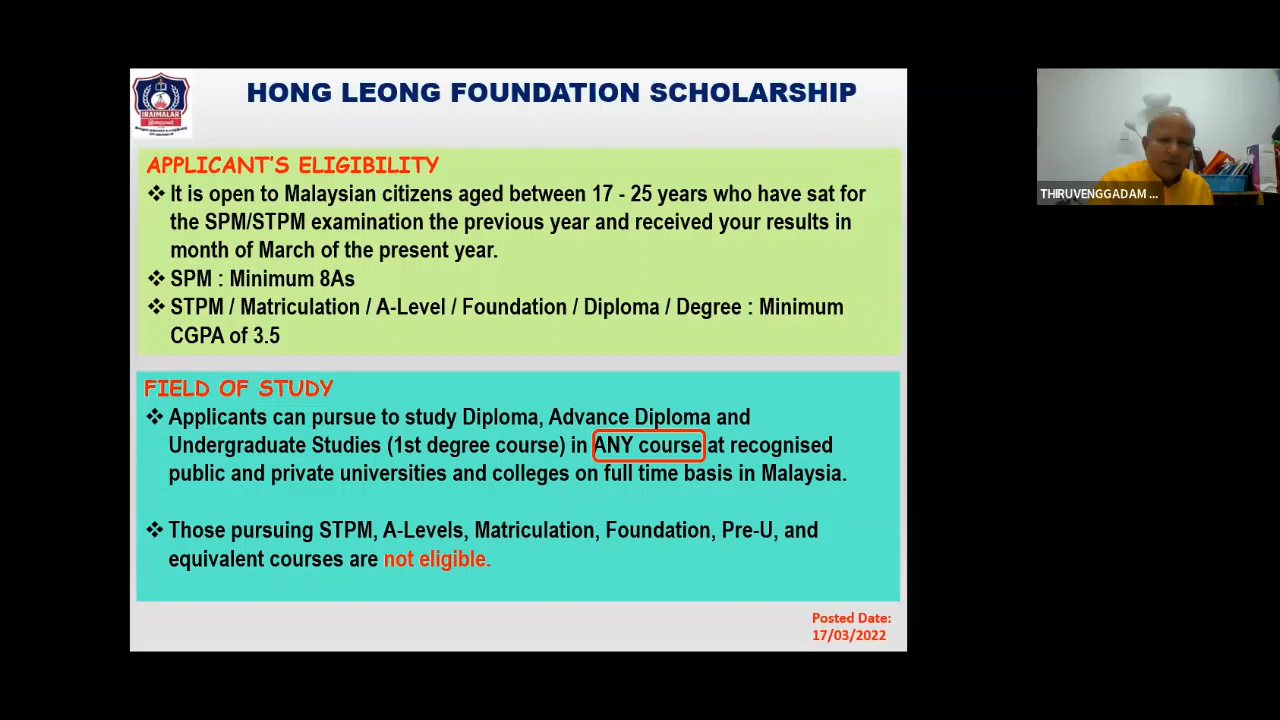 IRAIMALAR
HONG LEONG FOUNDATION SCHOLARSHIP
APPLICANT'S ELIGIBILITY
❖ It is open to Malaysian citizens aged between 17 - 25 years who have sat for
the SPM/STPM examination the previous year and received your results in
month of March of the present year.
❖ SPM : Minimum 8As
❖ STPM / Matriculation / A-Level / Foundation / Diploma / Degree : Minimum
CGPA of 3.5
FIELD OF STUDY
❖ Applicants can pursue to study Diploma, Advance Diploma and
Undergraduate Studies (1st degree course) in ANY course at recognised
public and private universities and colleges on full time basis in Malaysia.
❖ Those pursuing STPM, A-Levels, Matriculation, Foundation, Pre-U, and
equivalent courses are not eligible.
Posted Date:
17/03/2022
THIRUVENGGADAM ...